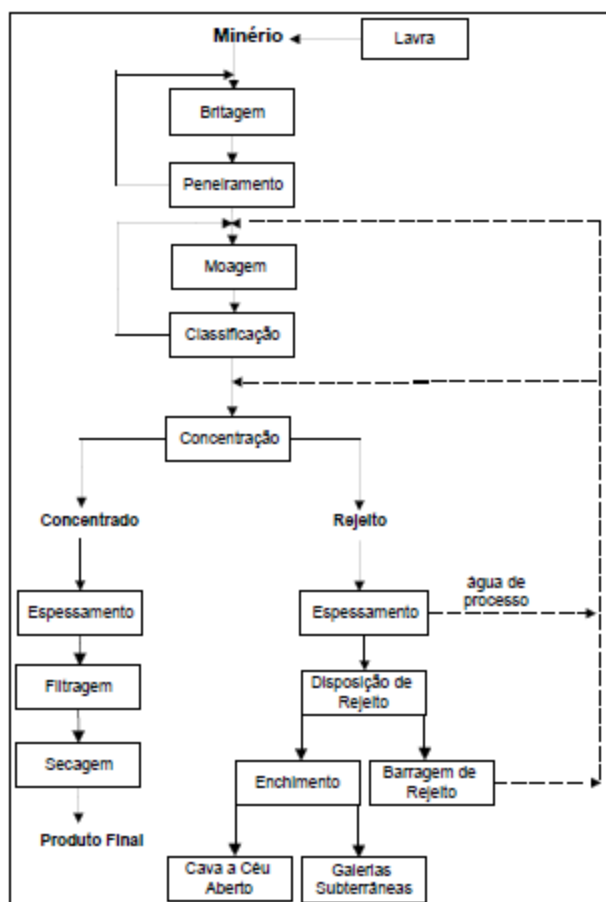 Minério
Lavra
Britagem
Peneiramento
Moagem
Classificação
Concentração
Concentrado
Rejeito
Espessamento
Espessamento
água de
processo
Filtragem
Disposição de
Rejeito
Secagem
Enchimento
Barragem de
Rejeito
Produto Final
Cava a Céu
Aberto
Galerias
Subterrâneas